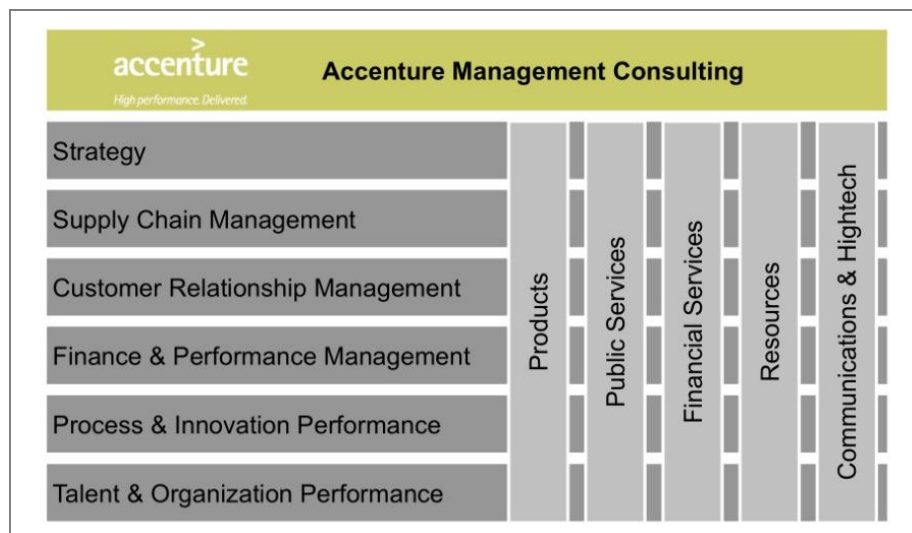 >
accenture
High performance. Delivered.
Accenture Management Consulting
Strategy
Supply Chain Management
Customer Relationship Management
Finance & Performance Management
Process & Innovation Performance
Talent & Organization Performance
Products
Public Services
Financial Services
Resources
Communications & Hightech